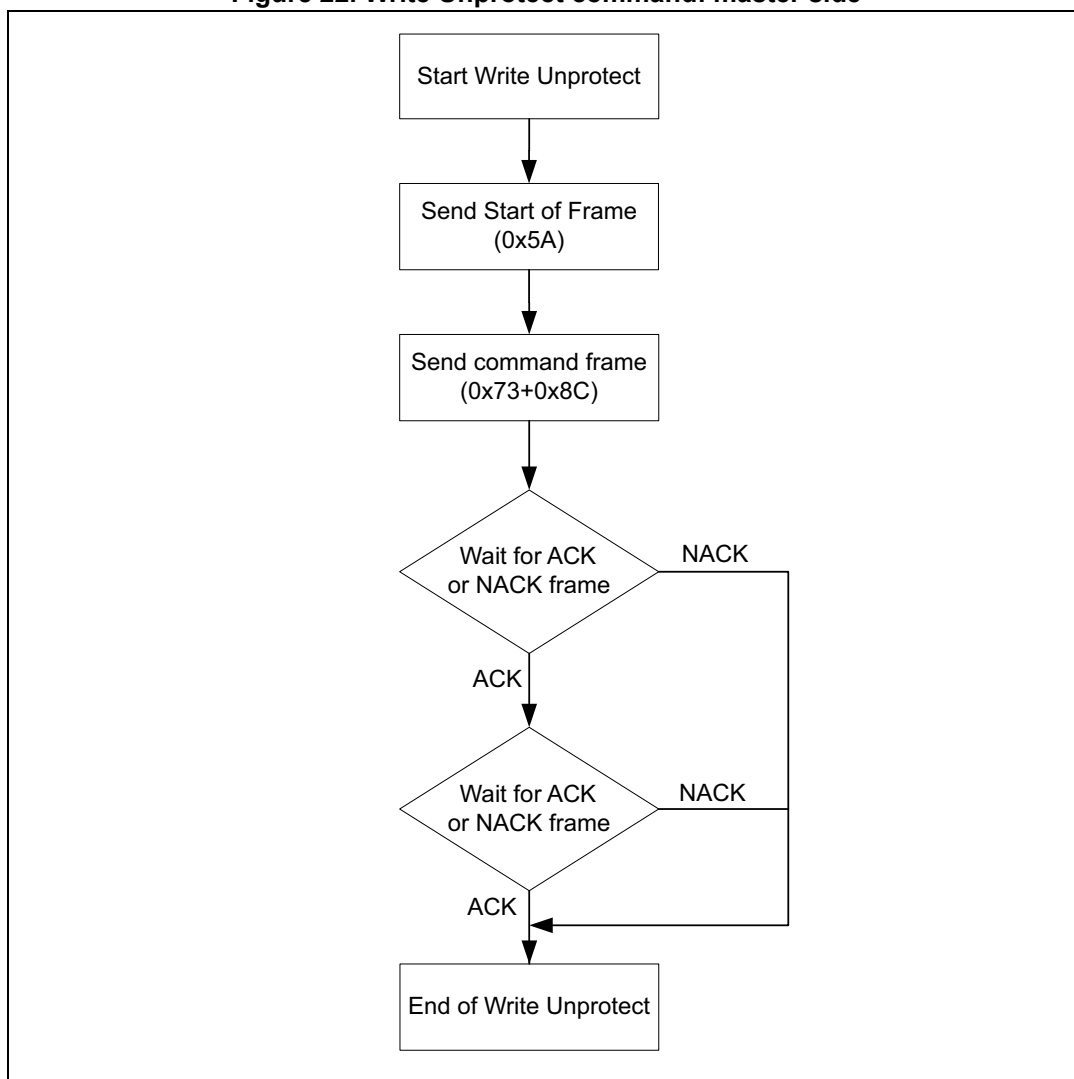 Figure 22. Write Unprotect command: master side
Start Write Unprotect
Send Start of Frame
(0x5A)
Send command frame
(0x73+0x8C)
Wait for ACK
or NACK frame
NACK
ACK
Wait for ACK
or NACK frame
NACK
ACK
End of Write Unprotect